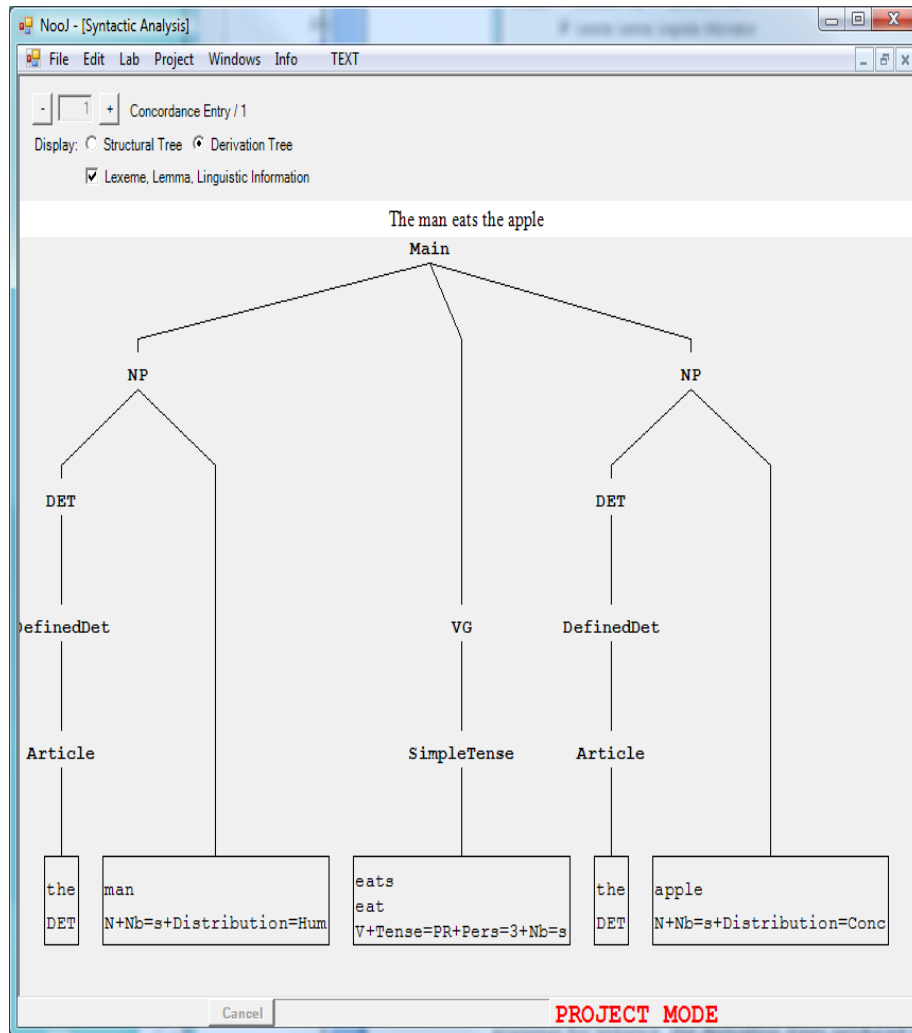 NooJ - [Syntactic Analysis]
File Edit Lab Project Windows Info TEXT
- 1 + Concordance Entry / 1
Display: Structural Tree Derivation Tree
Lexeme, Lemma, Linguistic Information
The man eats the apple
Main
NP NP
DET DET
DefinedDet VG DefinedDet
Article SimpleTense Article
the man eats the apple
eat
DET N+Nb=s+Distribution=Hum V+Tense=PR+Pers=3+Nb=s DET N+Nb=s+Distribution=Conc
Cancel PROJECT MODE